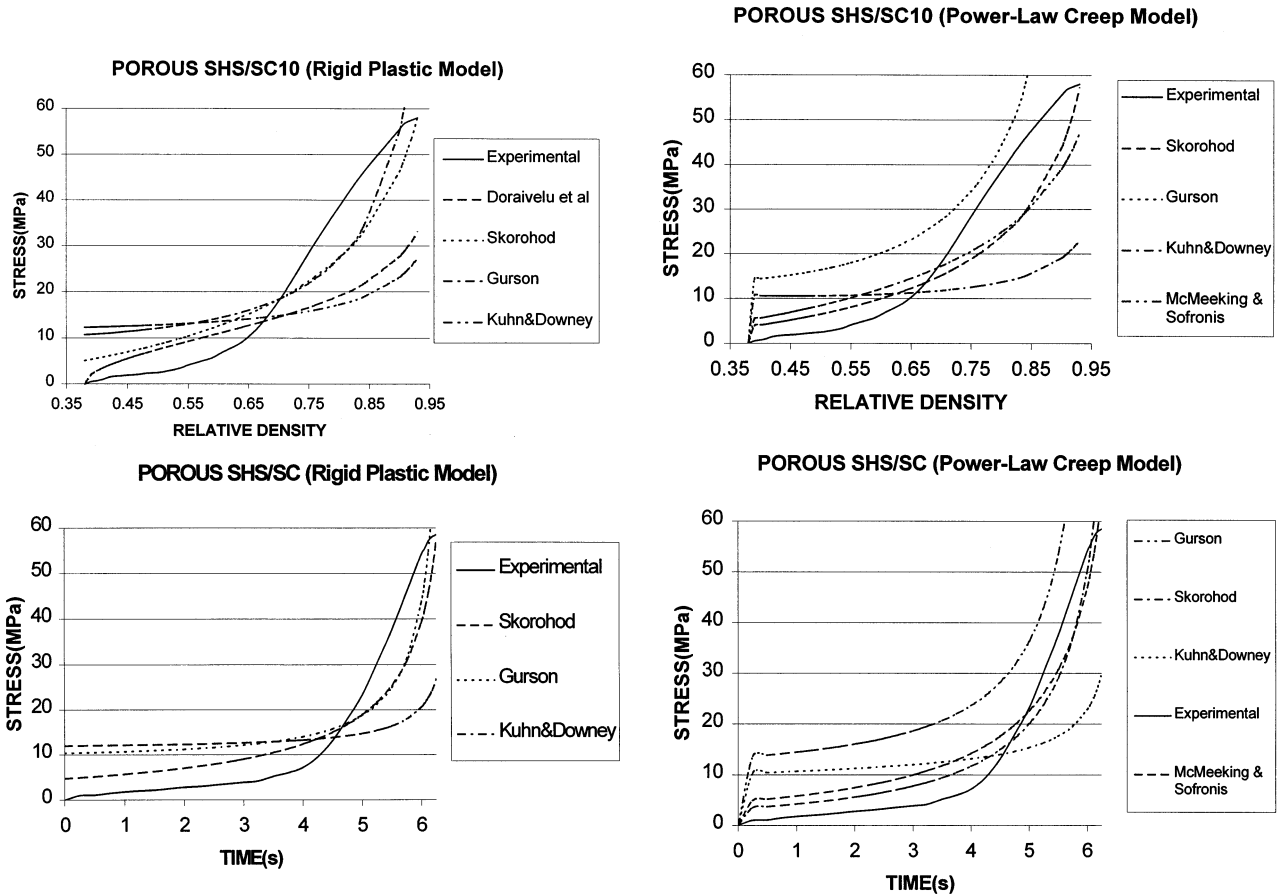 POROUS SHS/SC10 (Rigid Plastic Model)
60
50
40
30
20
10
0
STRESS(MPa)
0.35 0.45 0.55 0.65 0.75 0.85 0.95
RELATIVE DENSITY
Experimental
Doraivelu et al
Skorohod
Gurson
Kuhn&Downey
POROUS SHS/SC10 (Power-Law Creep Model)
60
50
40
30
20
10
0
STRESS(MPa)
0.35 0.45 0.55 0.65 0.75 0.85 0.95
RELATIVE DENSITY
Experimental
Skorohod
Gurson
Kuhn&Downey
McMeeking &
Sofronis
POROUS SHS/SC (Rigid Plastic Model)
60
50
40
30
20
10
0
STRESS(MPa)
0 1 2 3 4 5 6
TIME(s)
Experimental
Skorohod
Gurson
Kuhn&Downey
POROUS SHS/SC (Power-Law Creep Model)
60
50
40
30
20
10
0
STRESS(MPa)
0 1 2 3 4 5 6
TIME(s)
Gurson
Skorohod
Kuhn&Downey
Experimental
McMeeking &
Sofronis